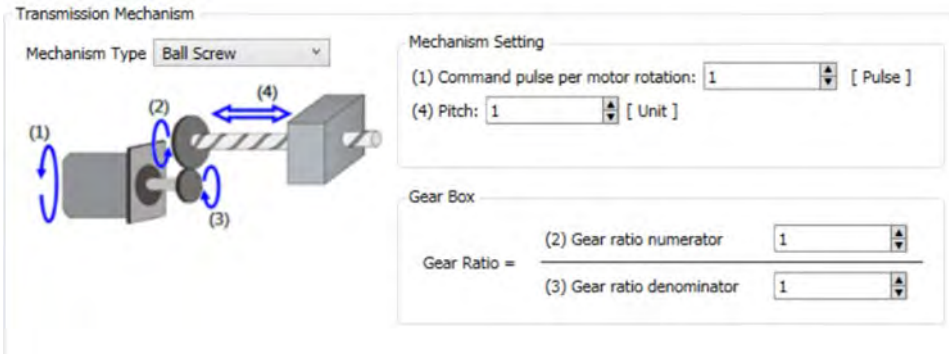 Transmission Mechanism
Mechanism Type Ball Screw
(1)
(2)
(4)
(3)
Mechanism Setting
(1) Command pulse per motor rotation: 1 [ Pulse ]
(4) Pitch: 1 [ Unit ]
Gear Box
Gear Ratio =
(2) Gear ratio numerator 1
(3) Gear ratio denominator 1